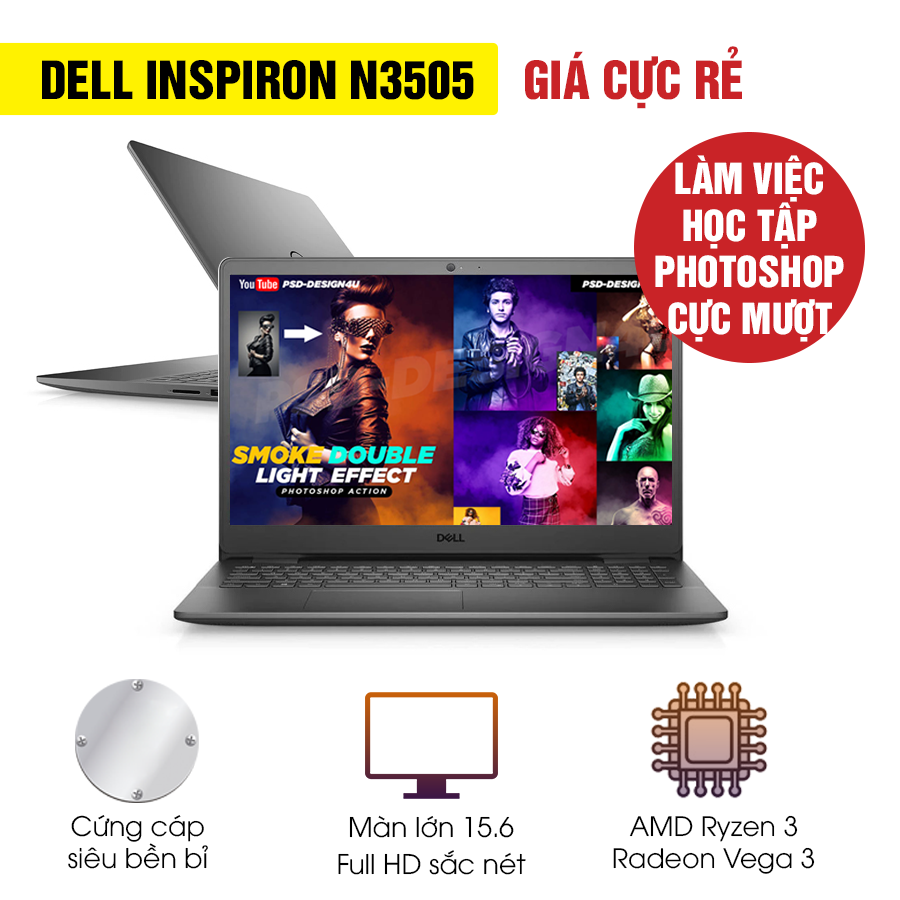 DELL INSPIRON N3505
GIÁ CỰC RẺ
LÀM VIỆC
HỌC TẬP
PHOTOSHOP
CỰC MƯỢT
YouTube PSD-DESIGN4U
PSD-DESIGN
SMOKE DOUBLE
LIGHT EFFECT
PHOTOSHOP ACTION
DELL
Cứng cáp
siêu bền bỉ
Màn lớn 15.6
Full HD sắc nét
AMD Ryzen 3
Radeon Vega 3